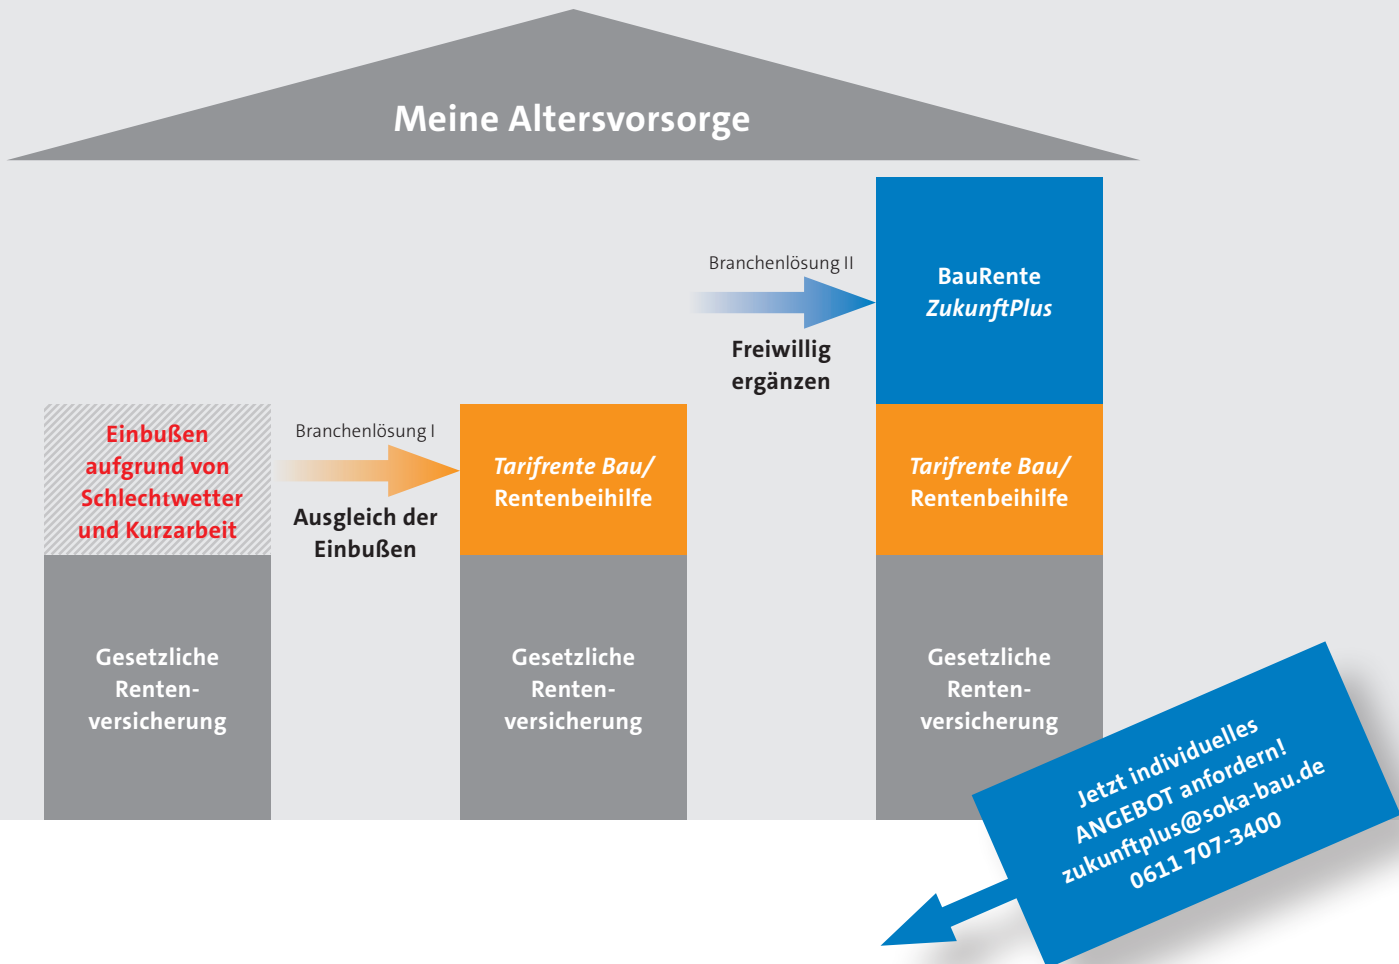 Meine Altersvorsorge
Einbußen
aufgrund von
Schlechtwetter
und Kurzarbeit
Gesetzliche
Renten-
versicherung
Branchenlösung I
Ausgleich der
Einbußen
Tarifrente Bau/
Rentenbeihilfe
Gesetzliche
Renten-
versicherung
Branchenlösung II
Freiwillig
ergänzen
BauRente
ZukunftPlus
Tarifrente Bau/
Rentenbeihilfe
Gesetzliche
Renten-
versicherung
Jetzt individuelles
ANGEBOT anfordern!
zukunftplus@soka-bau.de
0611 707-3400